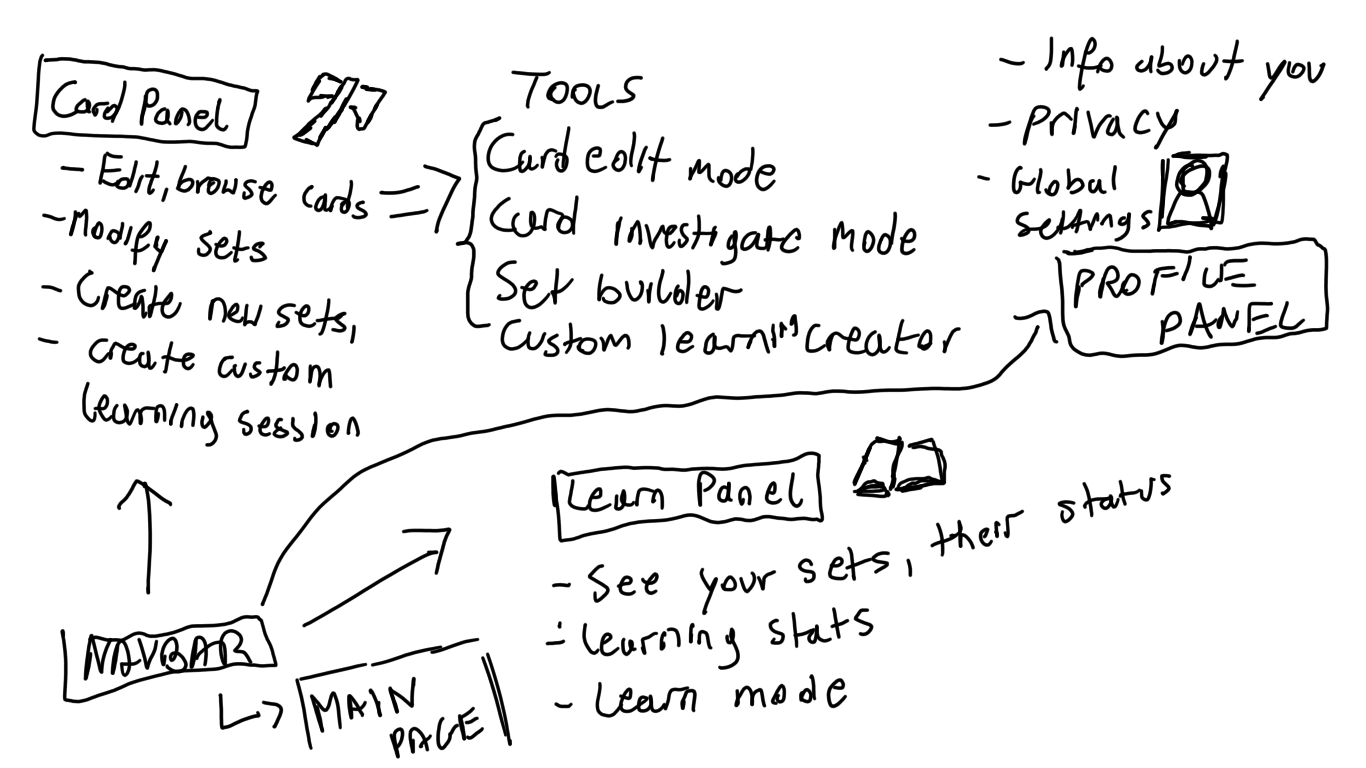 Card Panel
- Edit, browse cards
- Modify sets
- Create new sets,
- create custom
learning session
TOOLS
Card edit mode
Card investigate mode
Set builder
Custom learning creator
- Info about you
- Privacy
- Global
settings
PROFILE
PANEL
Learn Panel
- See your sets, their status
- learning stats
- Learn mode
NAVBAR
MAIN
PAGE